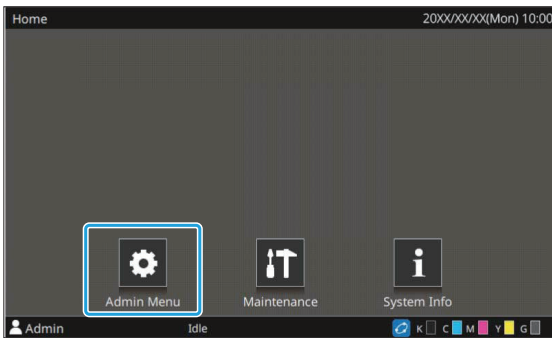 Home 20XX/XX/XX(Mon) 10:00
Admin Menu Maintenance System Info
Admin Idle K C M Y G